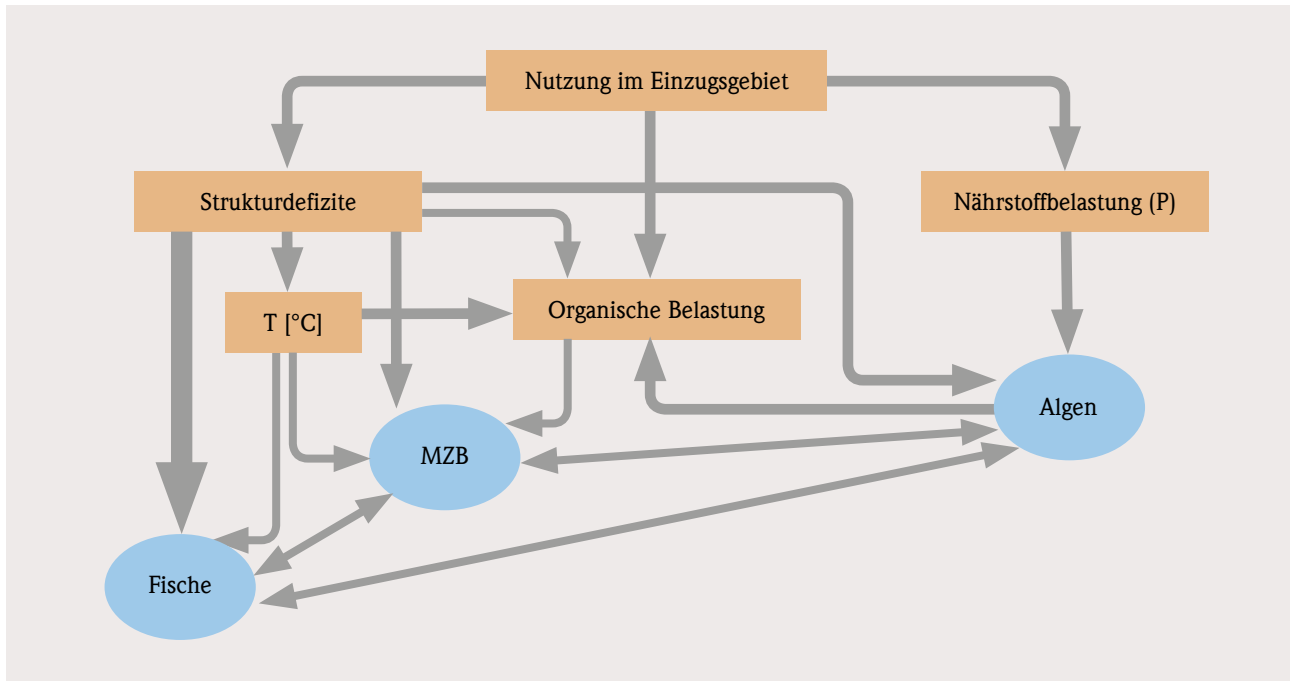 Nutzung im Einzugsgebiet
Strukturdefizite
Nährstoffbelastung (P)
T [°C]
Organische Belastung
Algen
MZB
Fische